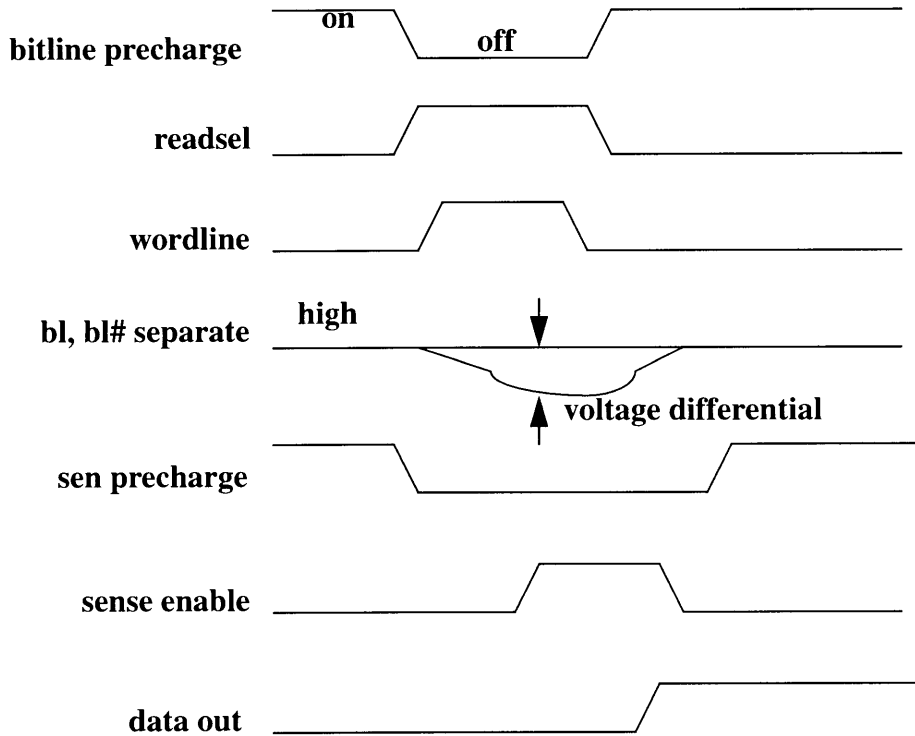 on
bitline precharge
off
readsel
wordline
bl, bl# separate
high
voltage differential
sen precharge
sense enable
data out